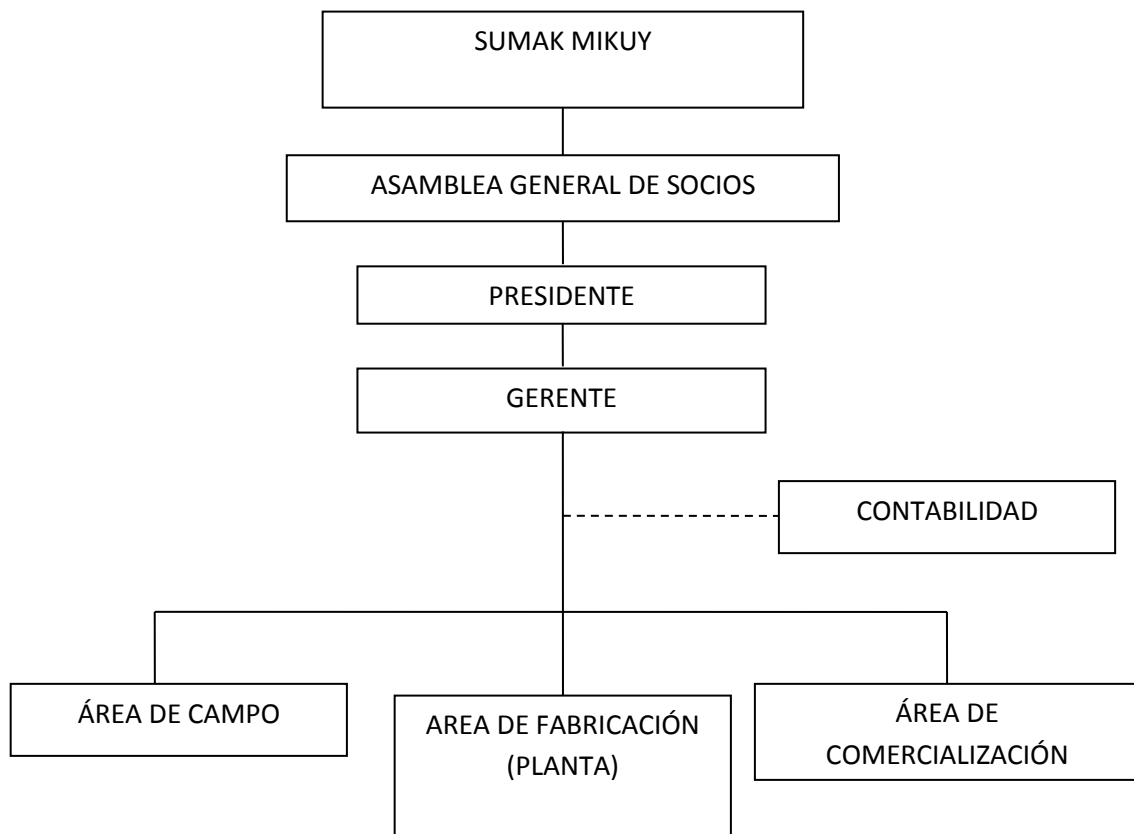 SUMAK MIKUY
ASAMBLEA GENERAL DE SOCIOS
PRESIDENTE
GERENTE
CONTABILIDAD
ÁREA DE CAMPO
AREA DE FABRICACIÓN
(PLANTA)
ÁREA DE
COMERCIALIZACIÓN